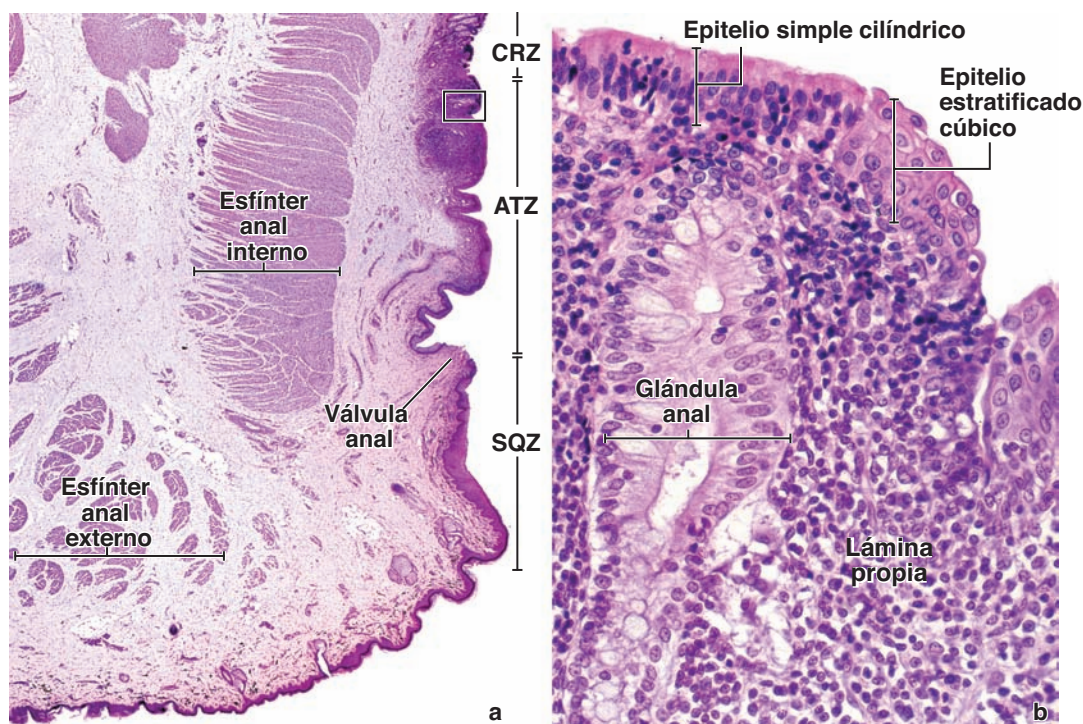 CRZ
ATZ
SQZ
Esfínter
anal
interno
Válvula
anal
Esfínter
anal
externo
a
Epitelio simple cilíndrico
Epitelio
estratificado
cúbico
Glándula
anal
Lámina
propia
b